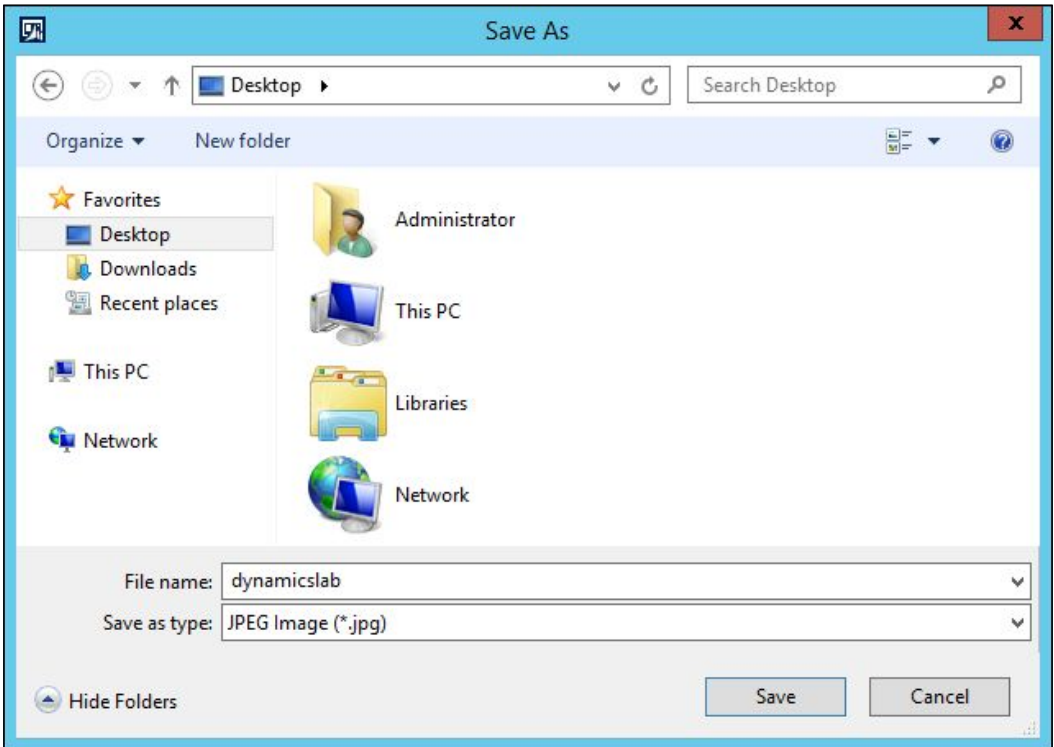 Save As
x
Desktop
Search Desktop
Organize
New folder
Favorites
Desktop
Downloads
Recent places
This PC
Network
Administrator
This PC
Libraries
Network
File name: dynamicslab
Save as type: JPEG Image (*.jpg)
Hide Folders
Save
Cancel